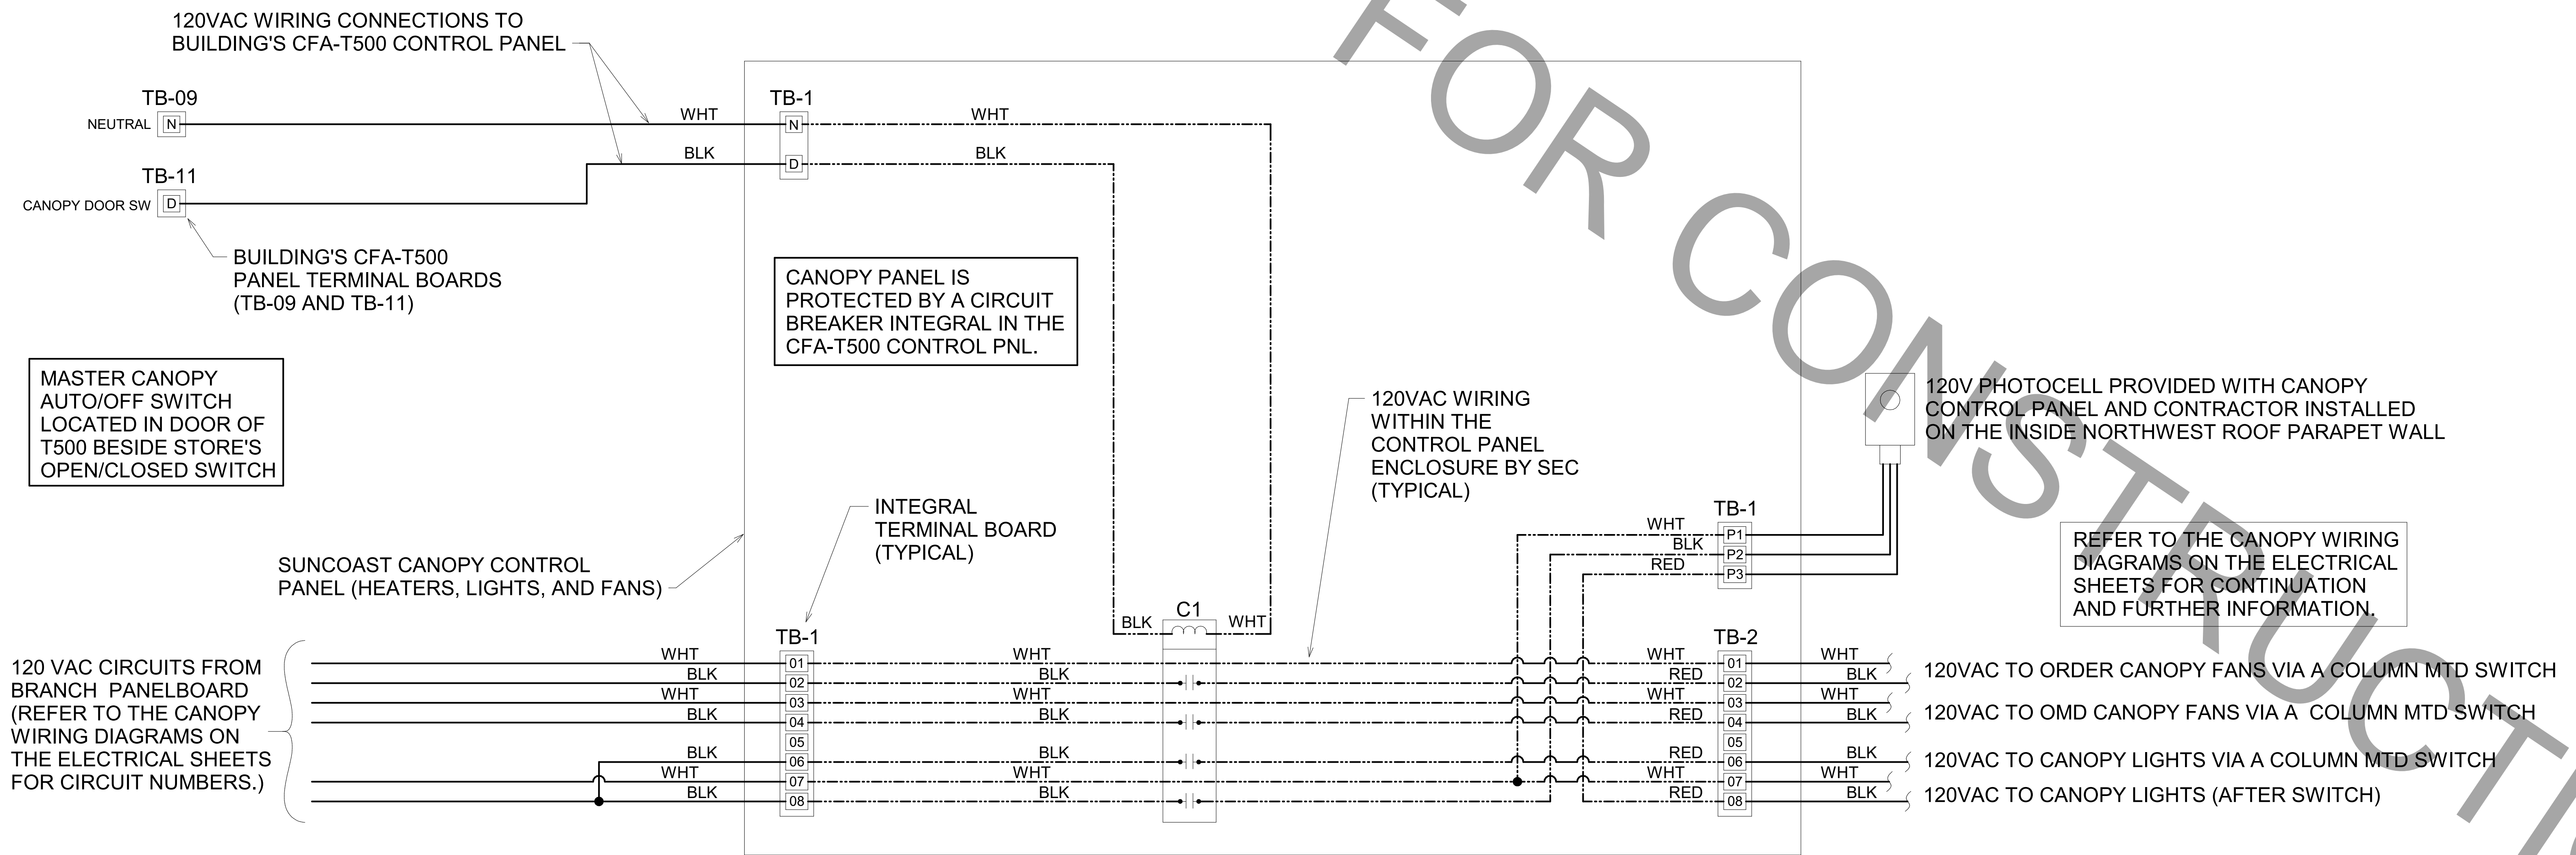 120VAC WIRING CONNECTIONS TO
BUILDING'S CFA-T500 CONTROL PANEL
TB-09
NEUTRAL
N
WHT
TB-1
N
WHT
BLK
D
BLK
TB-11
CANOPY DOOR SW
D
BUILDING'S CFA-T500
PANEL TERMINAL BOARDS
(TB-09 AND TB-11)
CANOPY PANEL IS
PROTECTED BY A CIRCUIT
BREAKER INTEGRAL IN THE
CFA-T500 CONTROL PNL.
MASTER CANOPY
AUTO/OFF SWITCH
LOCATED IN DOOR OF
T500 BESIDE STORE'S
OPEN/CLOSED SWITCH
120VAC WIRING
WITHIN THE
CONTROL PANEL
ENCLOSURE BY SEC
(TYPICAL)
120V PHOTOCELL PROVIDED WITH CANOPY
CONTROL PANEL AND CONTRACTOR INSTALLED
ON THE INSIDE NORTHWEST ROOF PARAPET WALL
INTEGRAL
TERMINAL BOARD
(TYPICAL)
SUNCOAST CANOPY CONTROL
PANEL (HEATERS, LIGHTS, AND FANS)
TB-1
WHT P1
BLK P2
RED P3
REFER TO THE CANOPY WIRING
DIAGRAMS ON THE ELECTRICAL
SHEETS FOR CONTINUATION
AND FURTHER INFORMATION.
C1
BLK
WHT
120 VAC CIRCUITS FROM
BRANCH PANELBOARD
(REFER TO THE CANOPY
WIRING DIAGRAMS ON
THE ELECTRICAL SHEETS
FOR CIRCUIT NUMBERS.)
TB-1
TB-2
WHT 01 WHT WHT 01 WHT
BLK 02 BLK RED 02 BLK
120VAC TO ORDER CANOPY FANS VIA A COLUMN MTD SWITCH
WHT 03 WHT WHT 03 WHT
BLK 04 BLK RED 04 BLK
120VAC TO OMD CANOPY FANS VIA A COLUMN MTD SWITCH
05 05
BLK 06 BLK RED 06 BLK
120VAC TO CANOPY LIGHTS VIA A COLUMN MTD SWITCH
WHT 07 WHT WHT 07 WHT
BLK 08 BLK RED 08 BLK
120VAC TO CANOPY LIGHTS (AFTER SWITCH)
FOR CONSTRUCTI